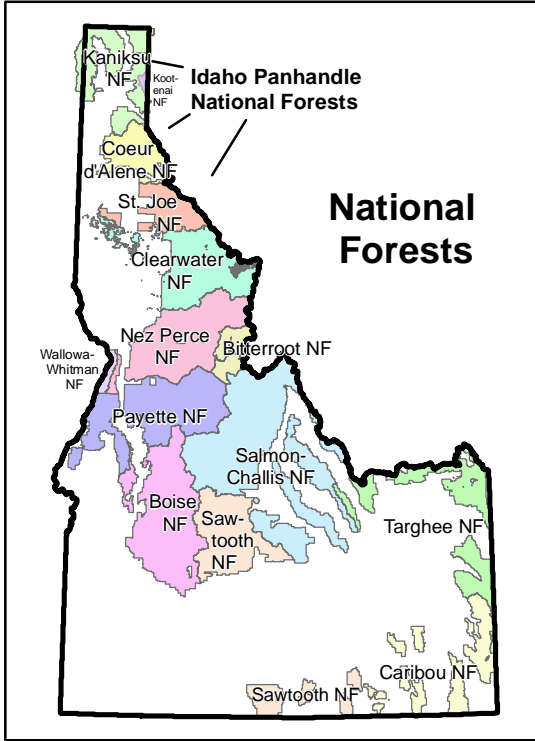 Kaniksu
NF
Koot-
enai
NF
Idaho Panhandle
National Forests
Coeur
d'Alene NF
St. Joe
NF
National
Forests
Clearwater
NF
Nez Perce
NF
Bitterroot NF
Wallowa-
Whitman
NF
Payette NF
Salmon-
Challis NF
Boise
NF
Saw-
tooth
NF
Targhee NF
Caribou NF
Sawtooth NF